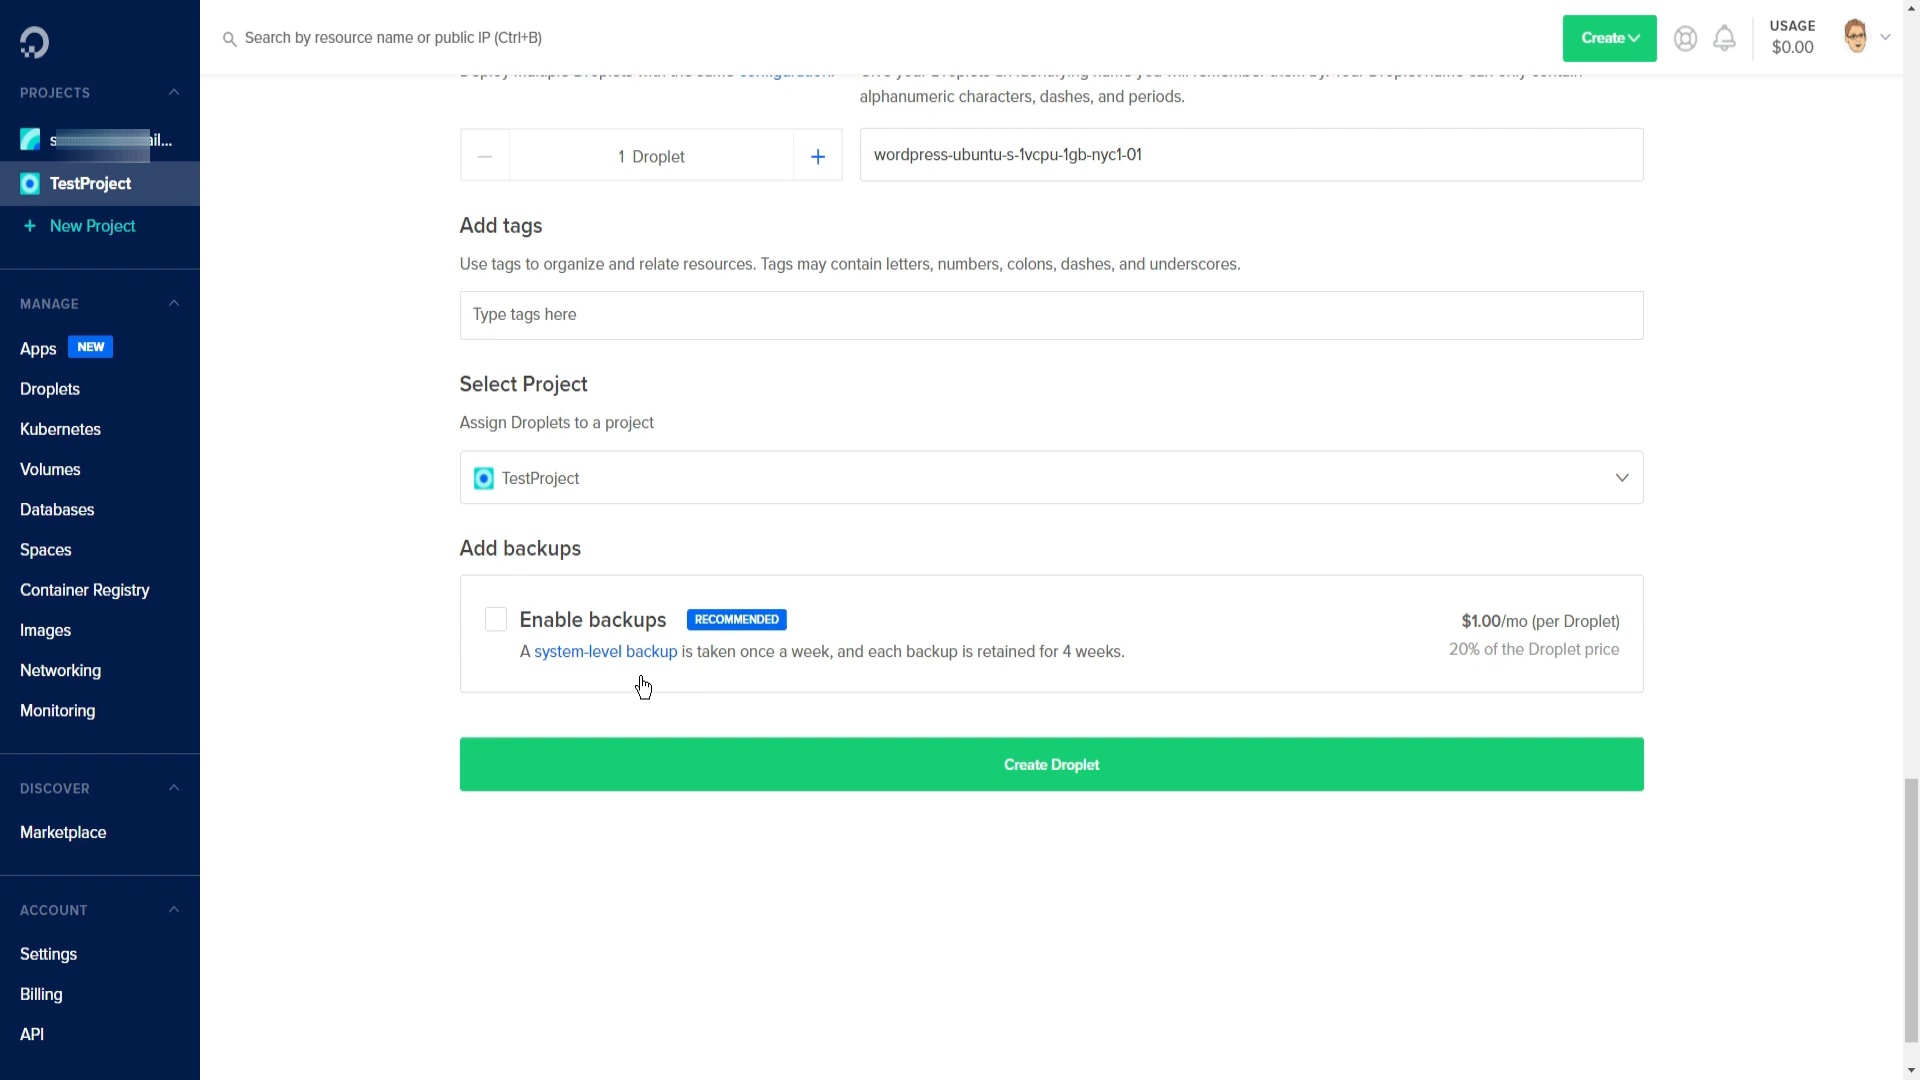 Search by resource name or public IP (Ctrl+B)
Create
USAGE
$0.00
PROJECTS
TestProject
+ New Project
MANAGE
Apps NEW
Droplets
Kubernetes
Volumes
Databases
Spaces
Container Registry
Images
Networking
Monitoring
DISCOVER
Marketplace
ACCOUNT
Settings
Billing
API
alphanumeric characters, dashes, and periods.
1 Droplet
wordpress-ubuntu-s-1vcpu-1gb-nyc1-01
Add tags
Use tags to organize and relate resources. Tags may contain letters, numbers, colons, dashes, and underscores.
Type tags here
Select Project
Assign Droplets to a project
TestProject
Add backups
Enable backups RECOMMENDED
$1.00/mo (per Droplet)
A system-level backup is taken once a week, and each backup is retained for 4 weeks.
20% of the Droplet price
Create Droplet